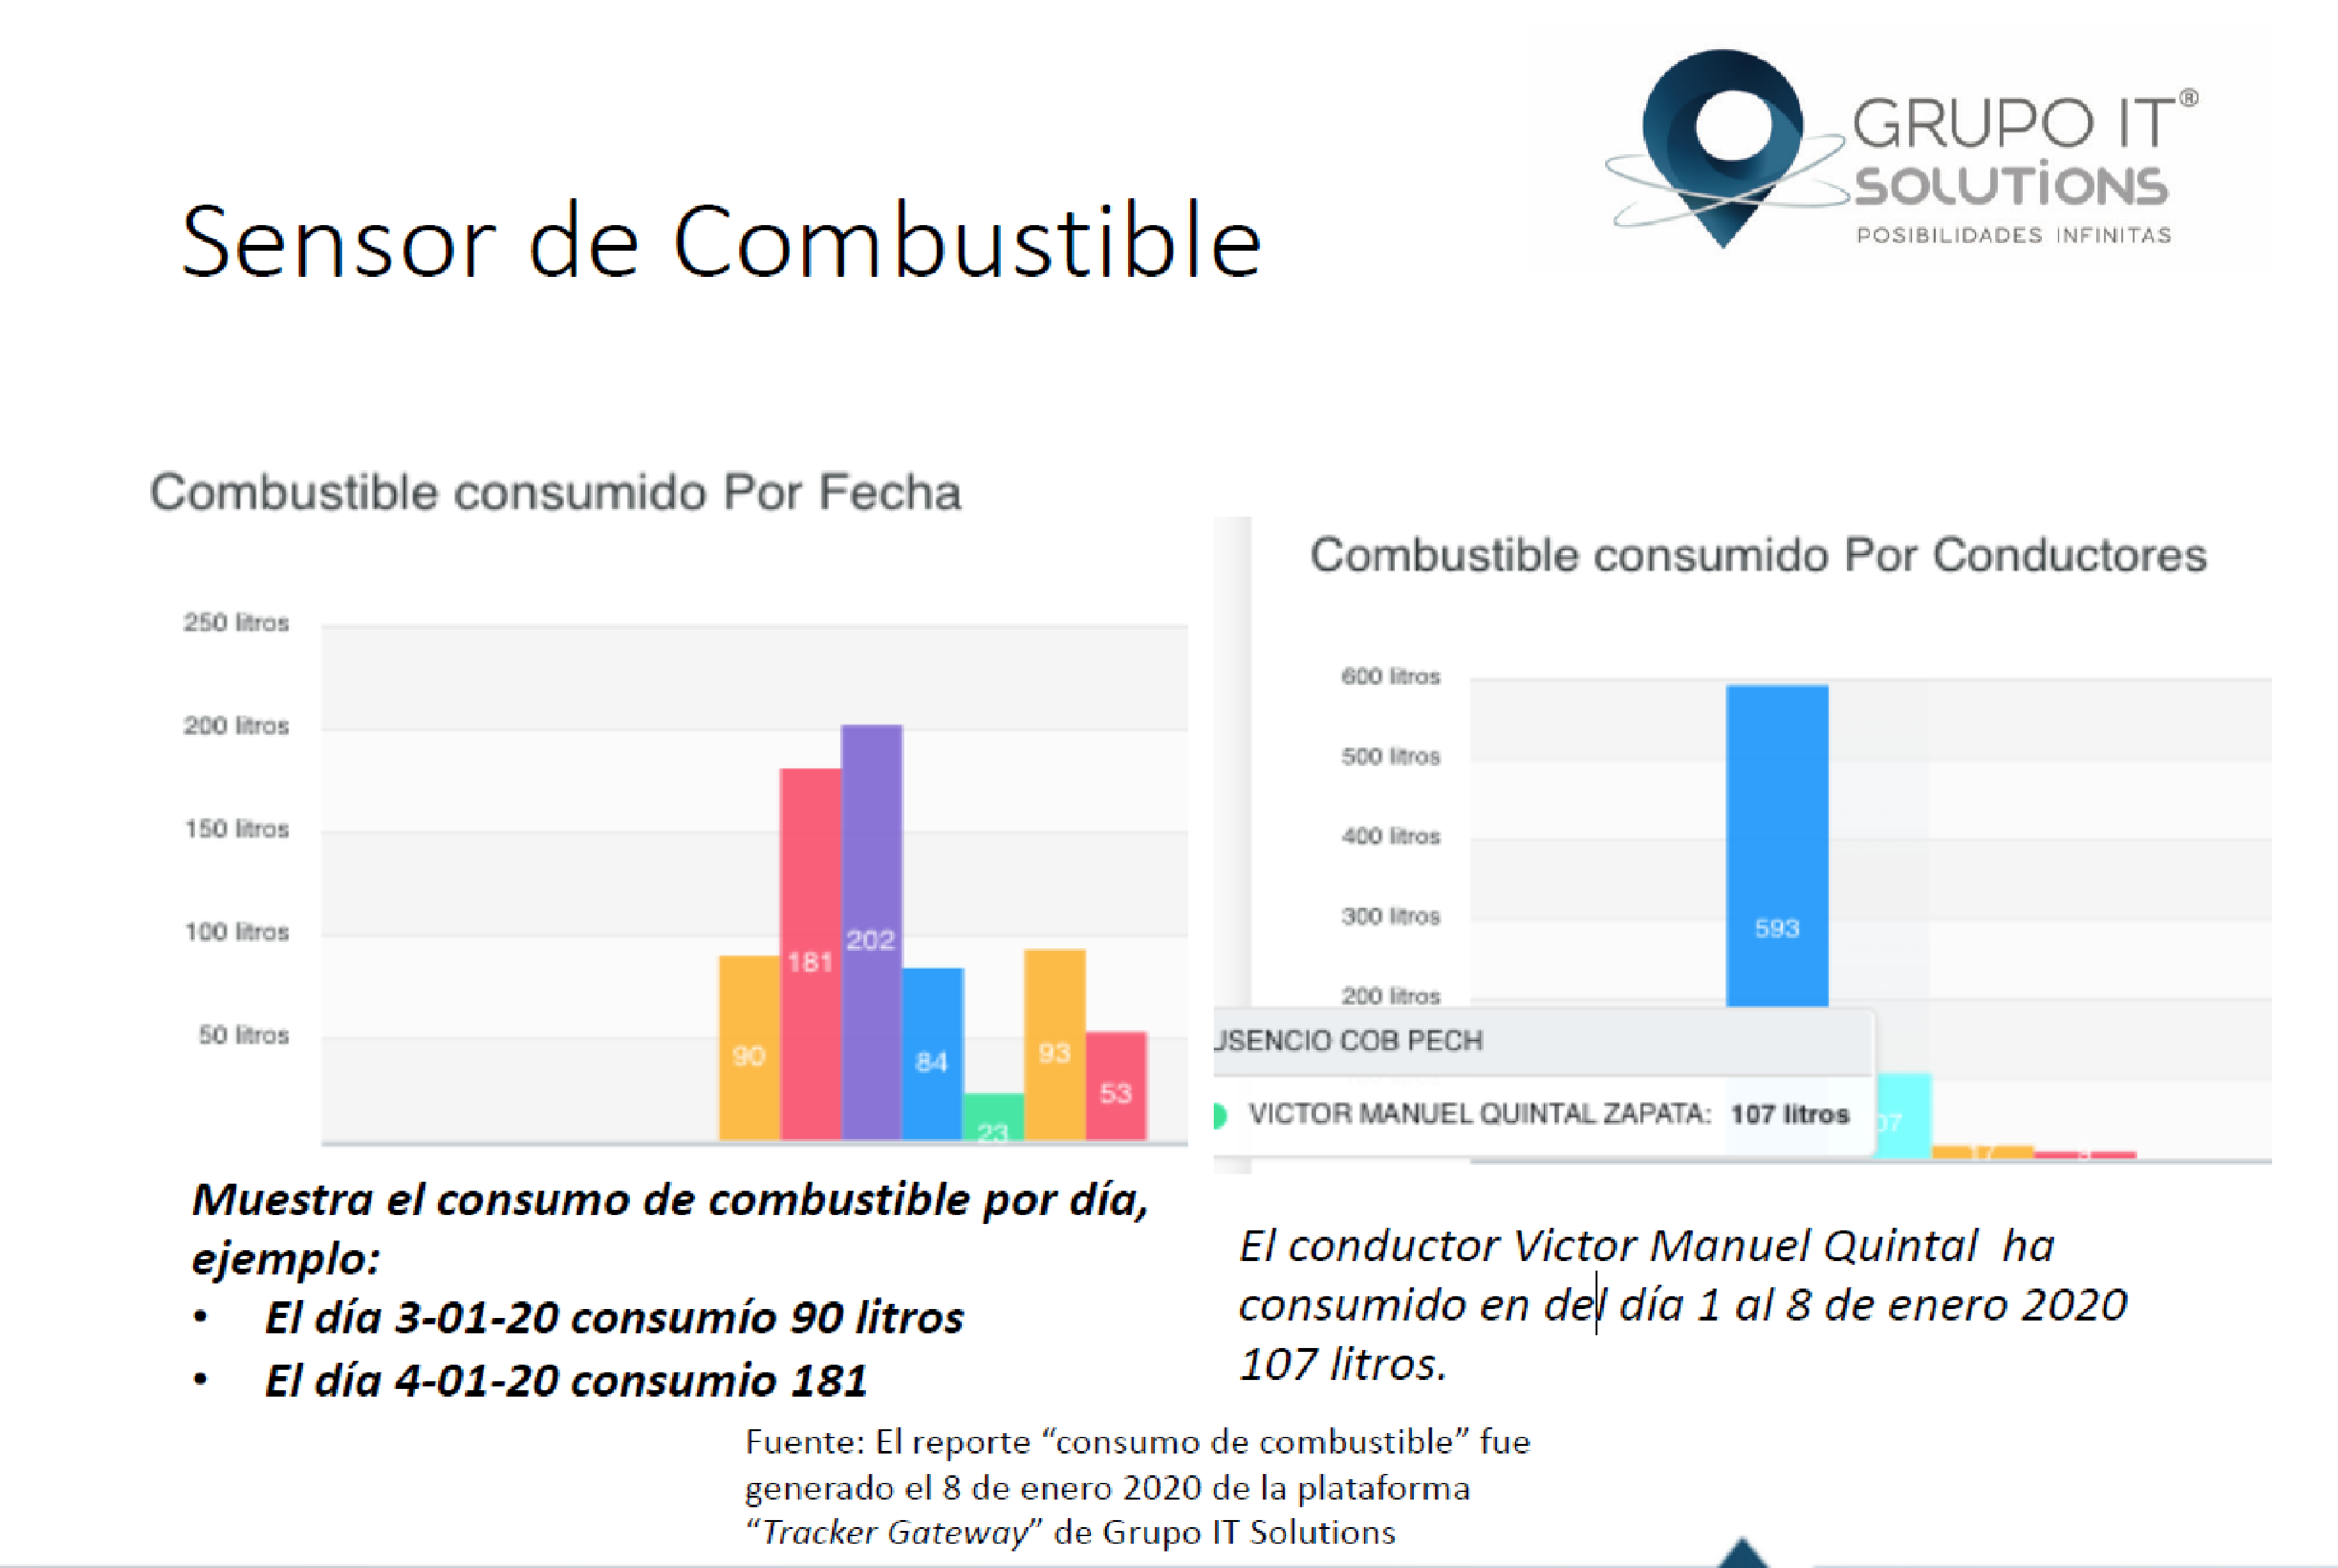 GRUPO IT®
SOLUTiONS
POSIBILIDADES INFINITAS
Sensor de Combustible
Combustible consumido Por Fecha
250 litros
200 litros
150 litros
100 litros
50 litros
90
181
202
84
23
93
53
Combustible consumido Por Conductores
600 litros
500 litros
400 litros
300 litros
200 litros
593
USENCIO COB PECH
VICTOR MANUEL QUINTAL ZAPATA: 107 litros
07
17
Muestra el consumo de combustible por día,
ejemplo:
• El día 3-01-20 consumío 90 litros
• El día 4-01-20 consumio 181
El conductor Victor Manuel Quintal ha
consumido en del día 1 al 8 de enero 2020
107 litros.
Fuente: El reporte “consumo de combustible” fue
generado el 8 de enero 2020 de la plataforma
“Tracker Gateway” de Grupo IT Solutions